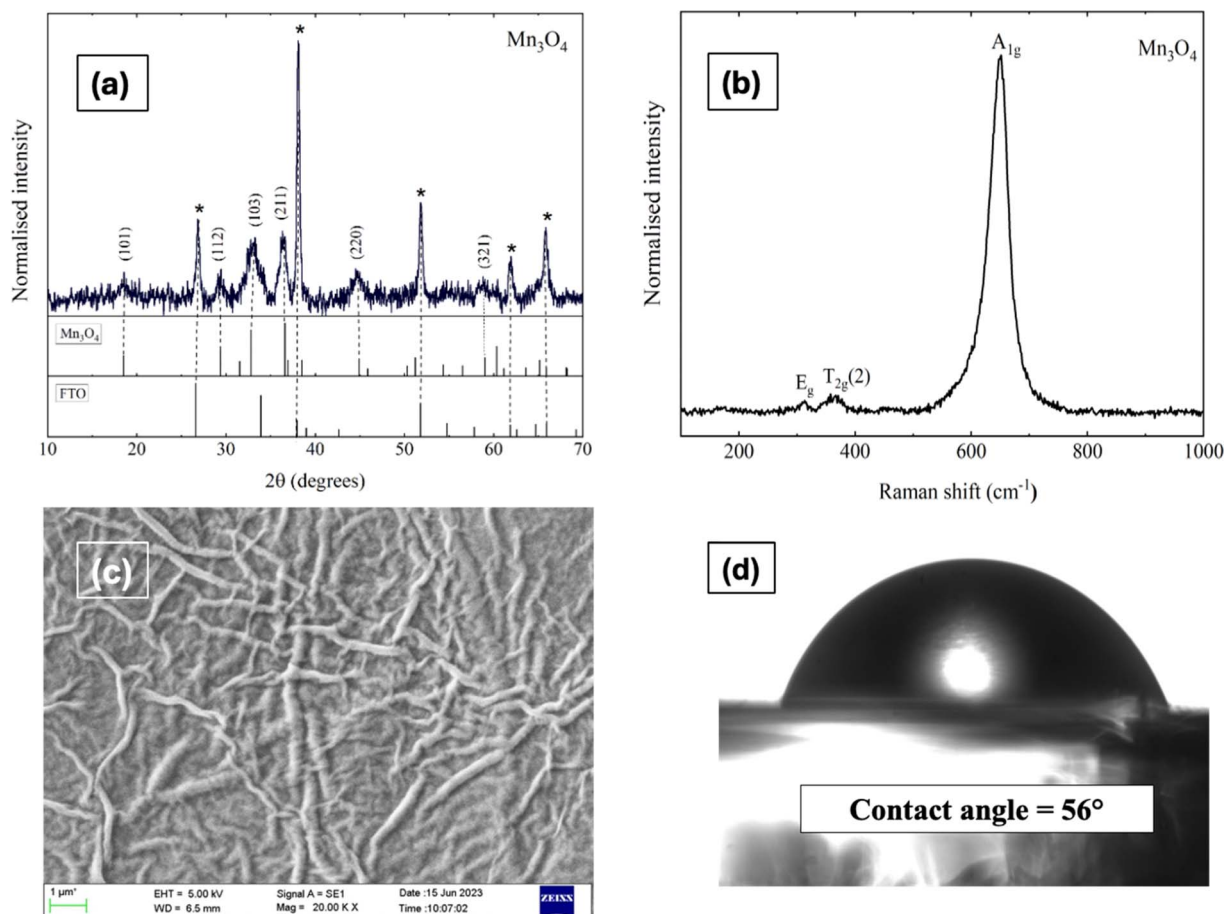 (a)
Mn₃O₄
*
(101)
*
(112)
(103)
(211)
(220)
*
(321)
*
*
Normalised intensity
Mn₃O₄
FTO
10 20 30 40 50 60 70
2θ (degrees)
(b)
A₁g
Mn₃O₄
Normalised intensity
Eg
T₂g(2)
200 400 600 800 1000
Raman shift (cm⁻¹)
(c)
1 µm*
EHT = 5.00 kV
Signal A = SE1
Date :15 Jun 2023
WD = 6.5 mm
Mag = 20.00 K X
Time :10:07:02
ZEISS
(d)
Contact angle = 56°